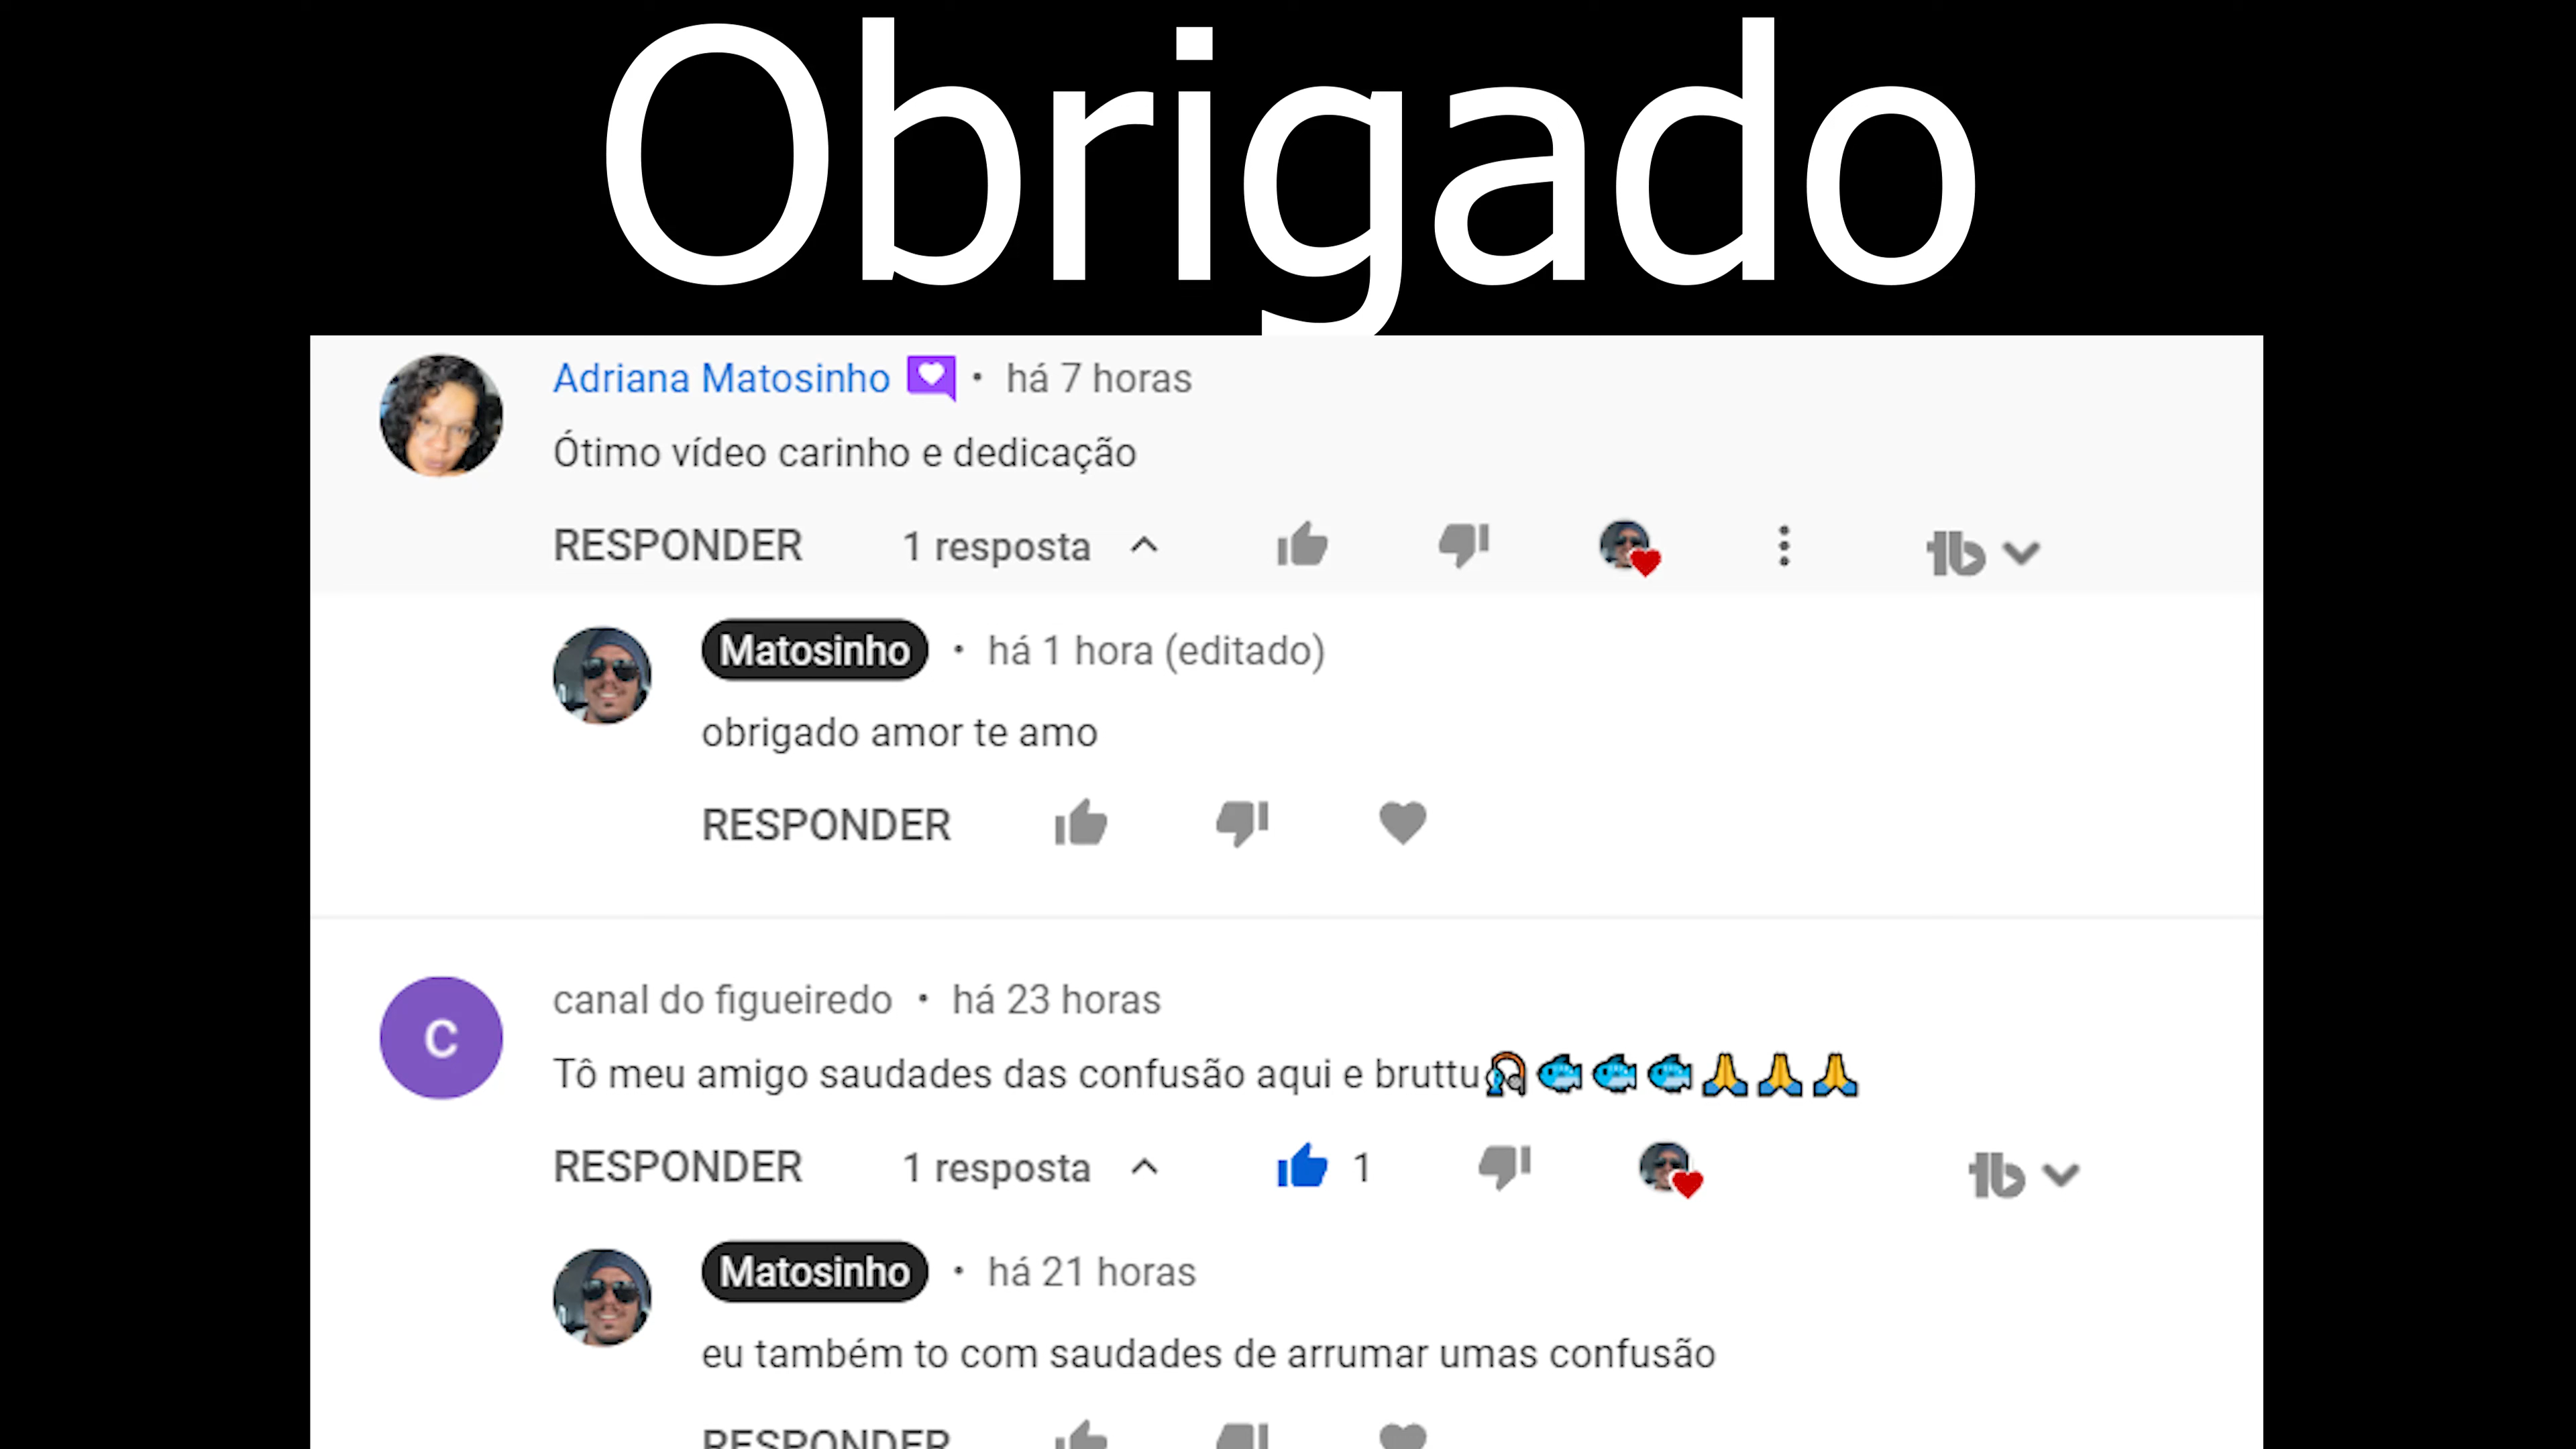 Obrigado
Adriana Matosinho • há 7 horas
Ótimo vídeo carinho e dedicação
RESPONDER 1 resposta
Matosinho • há 1 hora (editado)
obrigado amor te amo
RESPONDER
C
canal do figueiredo • há 23 horas
Tô meu amigo saudades das confusão aqui e bruttu🎣🐟🐟🐟🙏🙏🙏
RESPONDER 1 resposta 1
Matosinho • há 21 horas
eu também to com saudades de arrumar umas confusão
RESPONDER